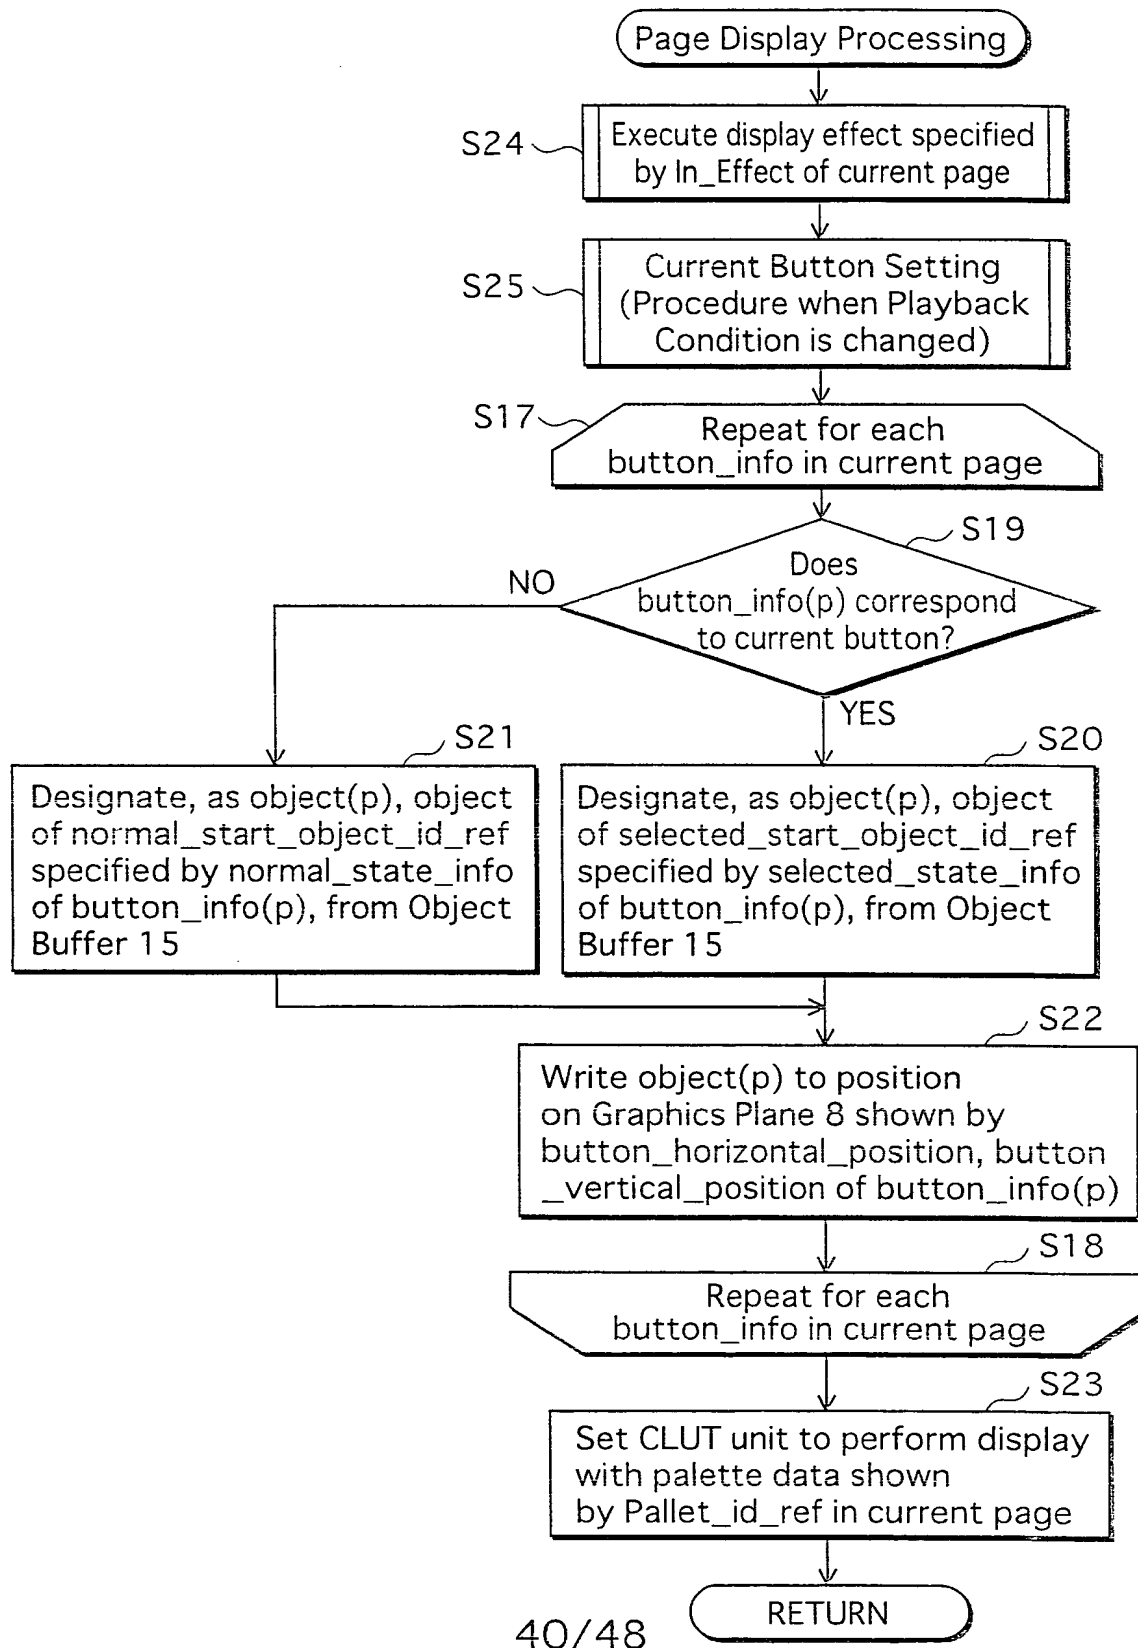 Page Display Processing
S24
Execute display effect specified
by In_Effect of current page
S25
Current Button Setting
(Procedure when Playback
Condition is changed)
S17
Repeat for each
button_info in current page
S19
Does
button_info(p) correspond
to current button?
NO
YES
S21
Designate, as object(p), object
of normal_start_object_id_ref
specified by normal_state_info
of button_info(p), from Object
Buffer 15
S20
Designate, as object(p), object
of selected_start_object_id_ref
specified by selected_state_info
of button_info(p), from Object
Buffer 15
S22
Write object(p) to position
on Graphics Plane 8 shown by
button_horizontal_position, button
_vertical_position of button_info(p)
S18
Repeat for each
button_info in current page
S23
Set CLUT unit to perform display
with palette data shown
by Pallet_id_ref in current page
RETURN
40/48